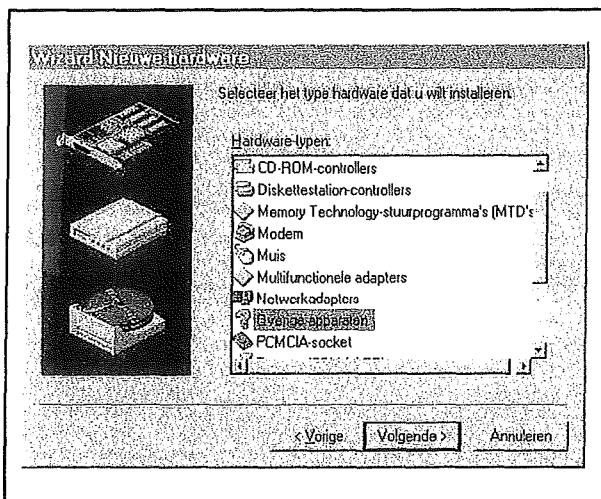 Wizard Nieuwe hardware
Selecteer het type hardware dat u wilt installeren.
Hardware-typen:
CD-ROM-controllers
Diskettestation-controllers
Memory Technology-stuurprogramma's (MTD's
Modem
Muis
Multifunctionele adapters
Netwerkadapters
Overige apparaten
PCMCIA-socket
< Vorige
Volgende >
Annuleren